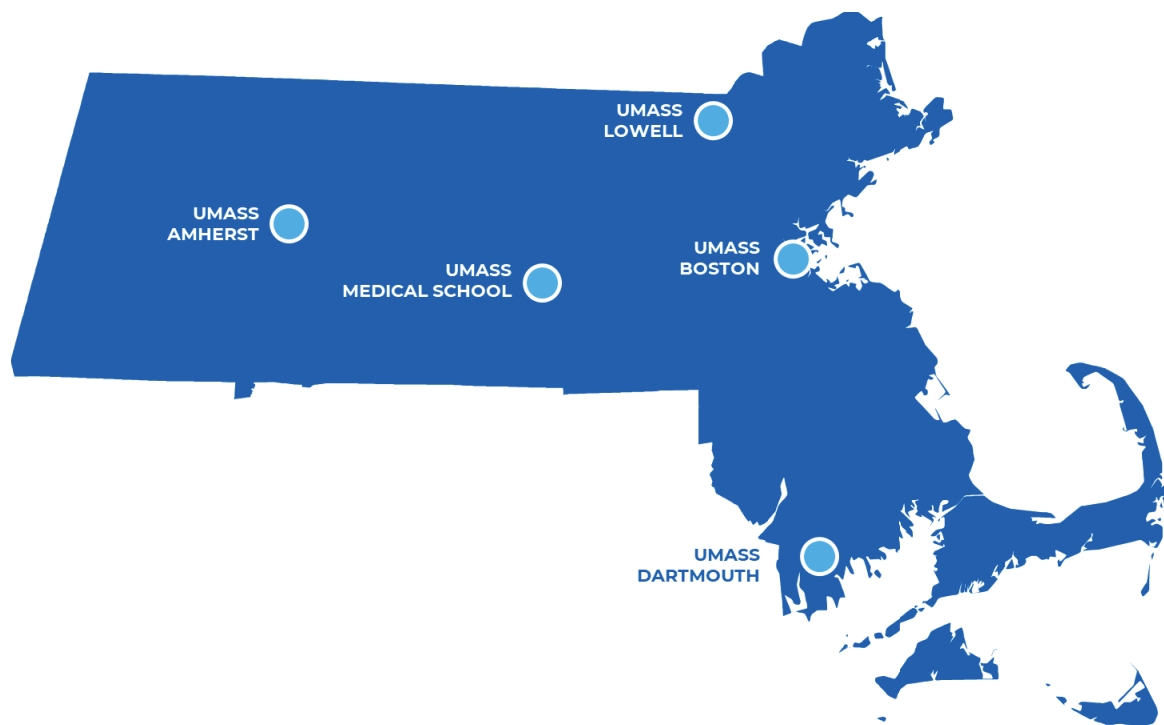 UMASS
LOWELL
UMASS
AMHERST
UMASS
BOSTON
UMASS
MEDICAL SCHOOL
UMASS
DARTMOUTH